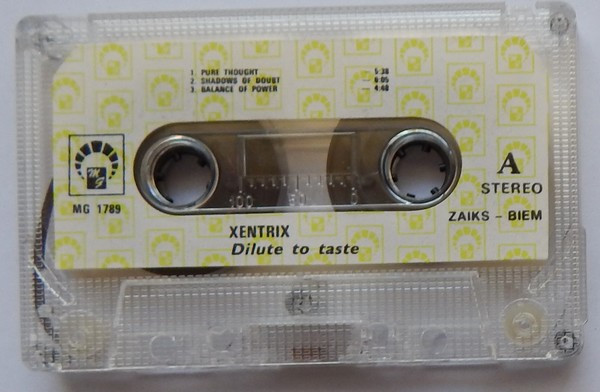 1. PURE THOUGHT 5:38
2. SHADOWS OF DOUBT 6:05
3. BALANCE OF POWER 4:48
MG
MG 1789
A
STEREO
ZAIKS - BIEM
100 50 0
XENTRIX
Dilute to taste